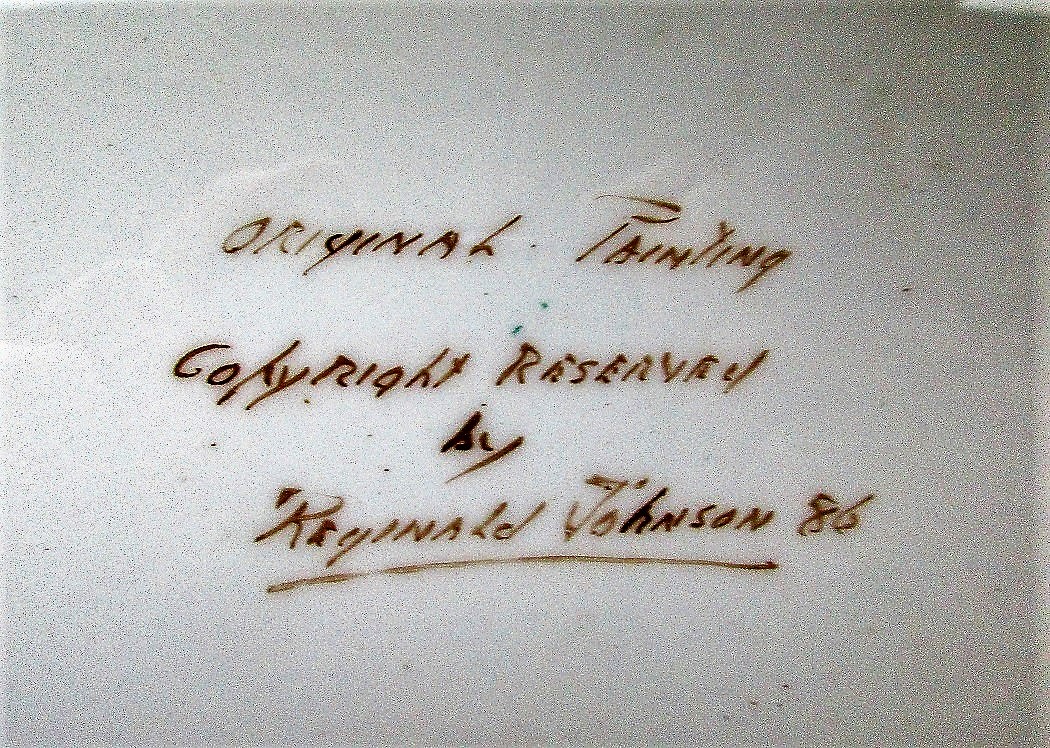 ORIGINAL PAINTING
COPYRIGHT RESERVED
by
REGINALD JOHNSON 86